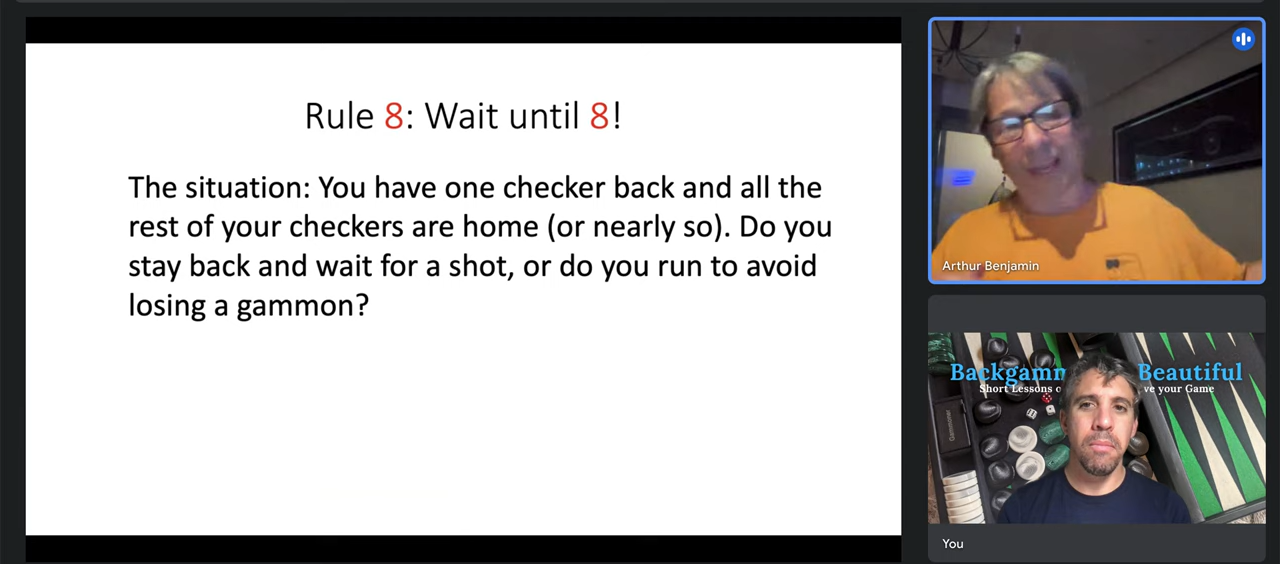 Rule 8: Wait until 8!
The situation: You have one checker back and all the
rest of your checkers are home (or nearly so). Do you
stay back and wait for a shot, or do you run to avoid
losing a gammon?
Arthur Benjamin
Beautiful
Short Lessons
ve your Game
You